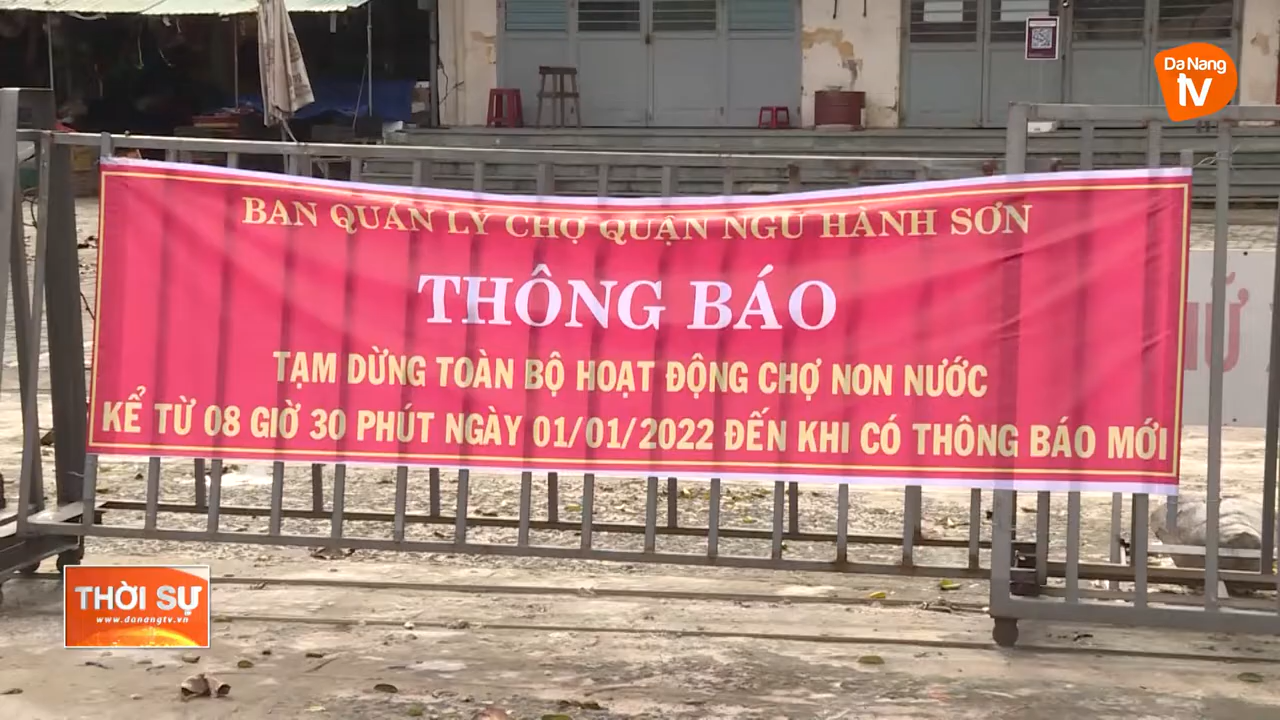 Da Nang
tv
BAN QUẢN LÝ CHỢ QUẬN NGŨ HÀNH SƠN
THÔNG BÁO
TẠM DỪNG TOÀN BỘ HOẠT ĐỘNG CHỢ NON NƯỚC
KỂ TỪ 08 GIỜ 30 PHÚT NGÀY 01/01/2022 ĐẾN KHI CÓ THÔNG BÁO MỚI
THỜI SỰ
www.danangtv.vn